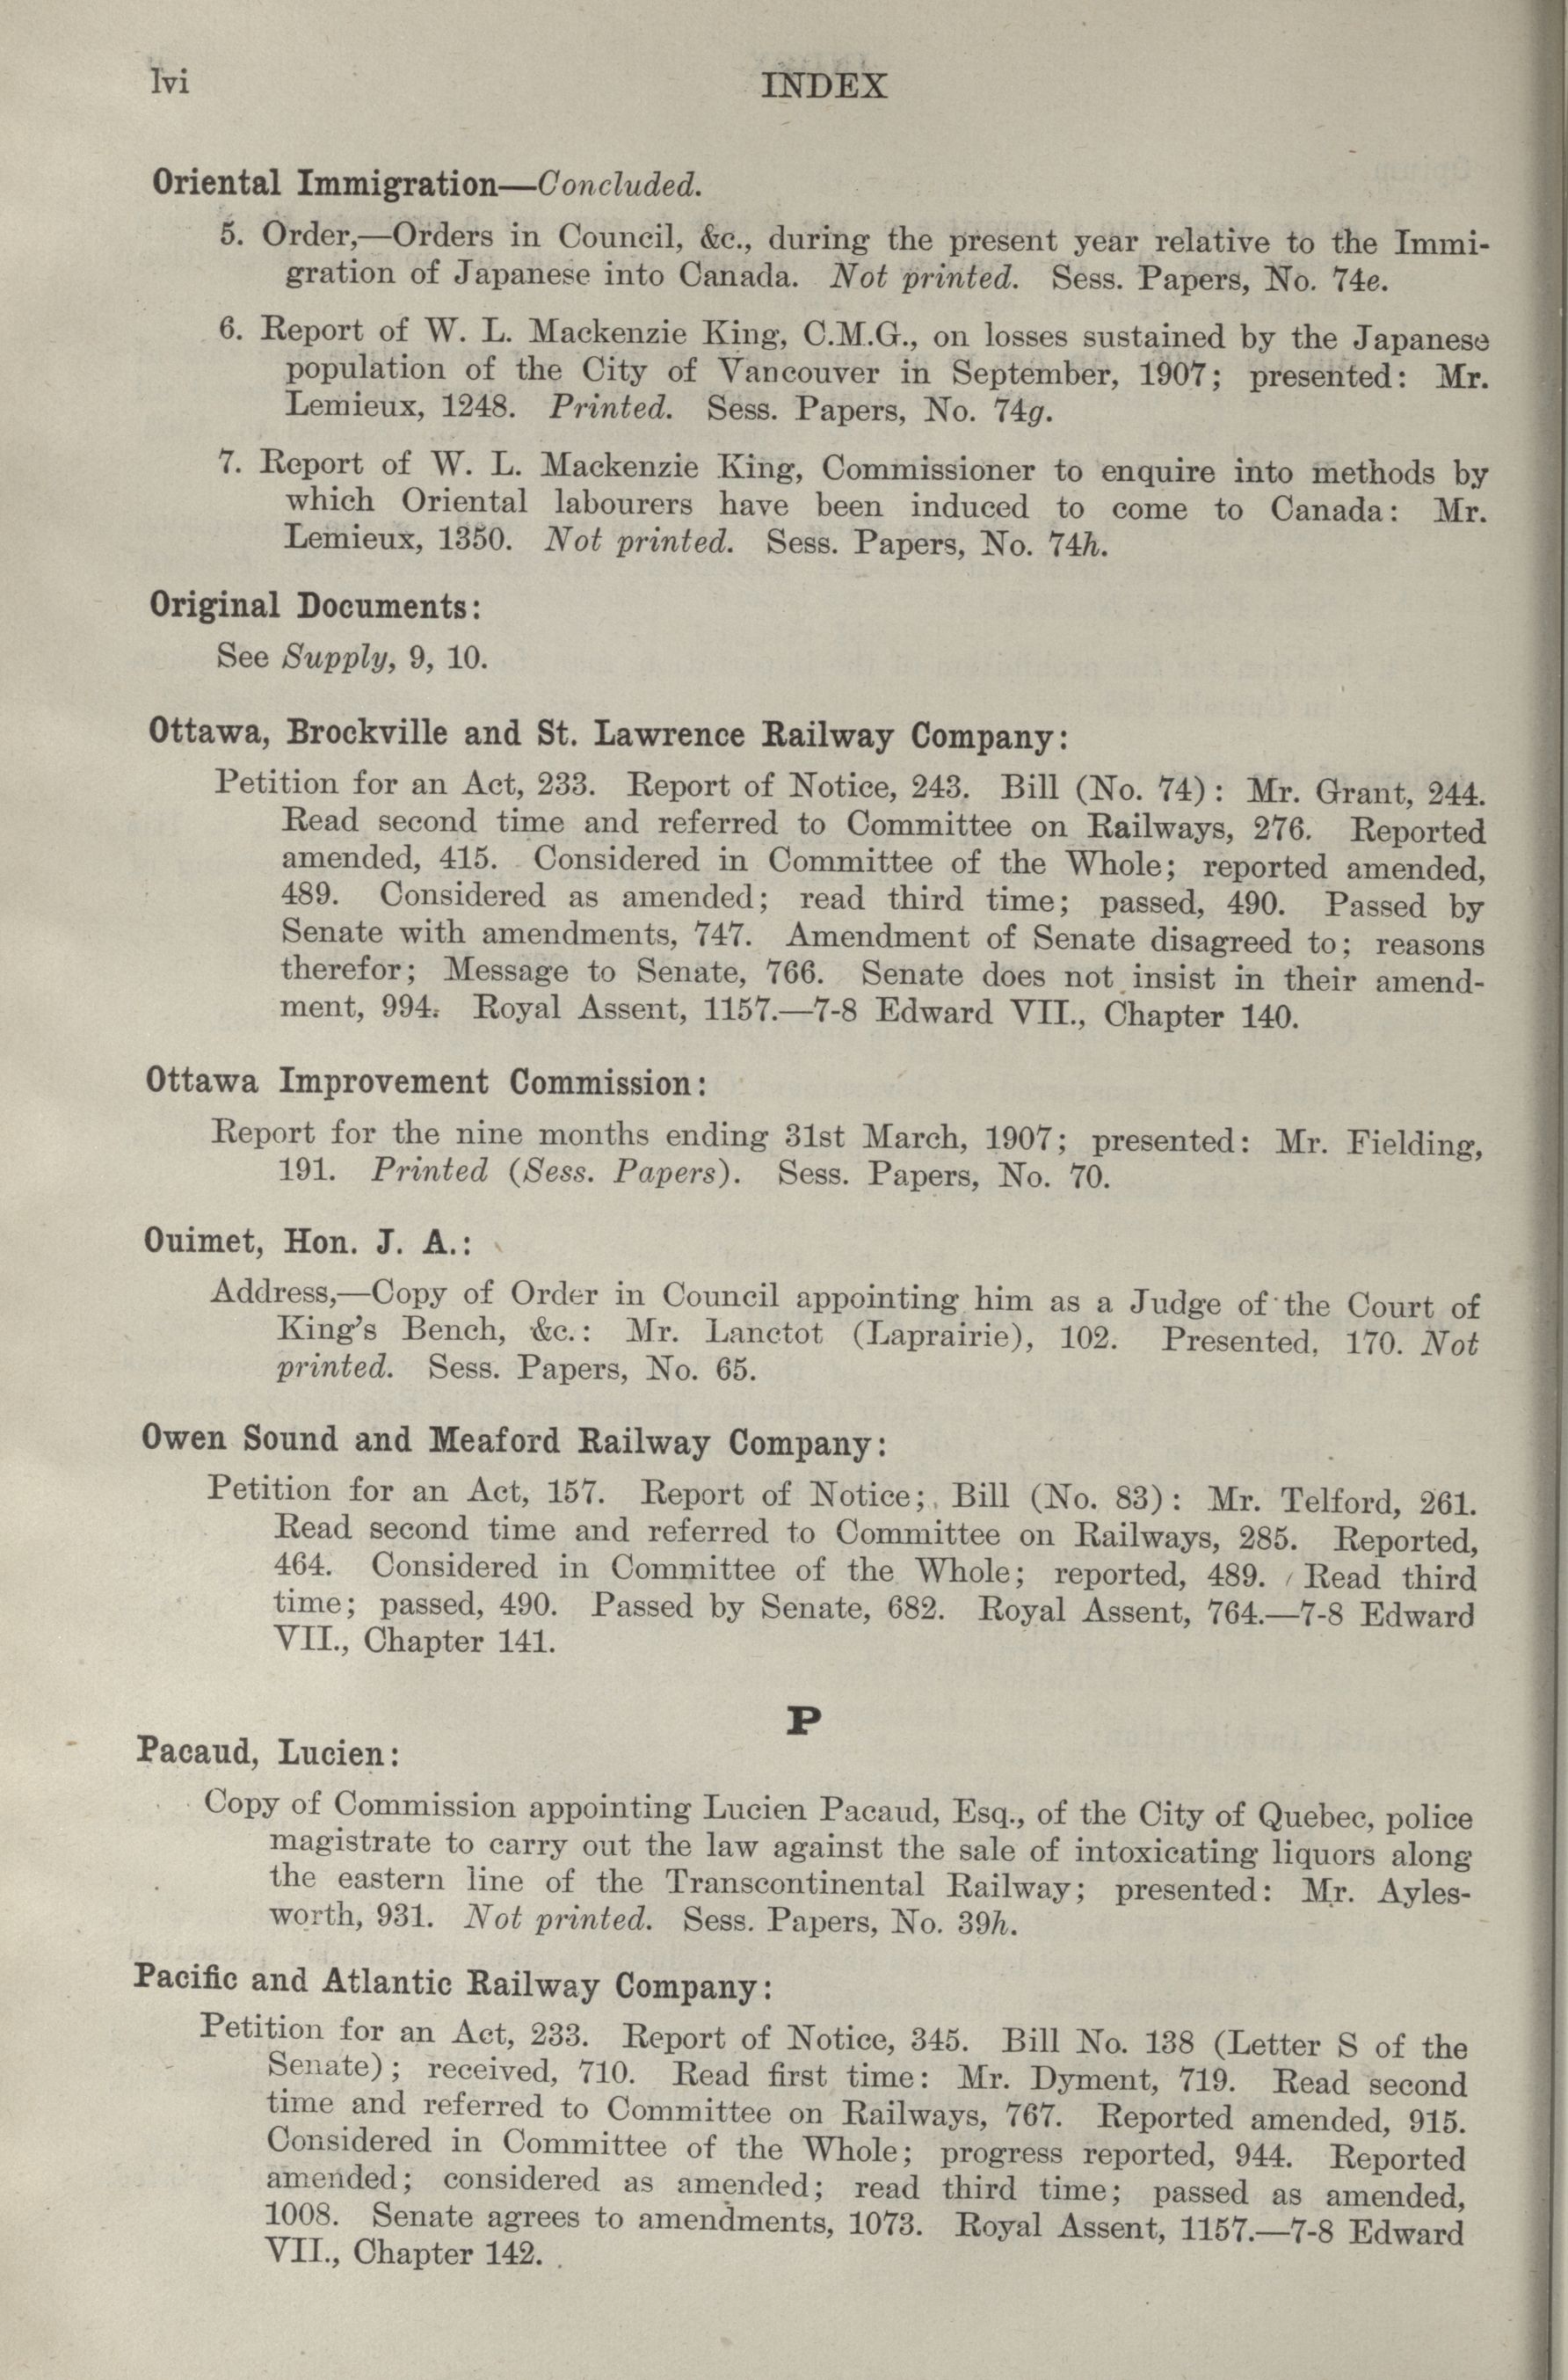 lvi
INDEX
Oriental Immigration—Concluded.
5. Order,—Orders in Council, &c., during the present year relative to the Immi-
gration of Japanese into Canada. Not printed. Sess. Papers, No. 74e.
6. Report of W. L. Mackenzie King, C.M.G., on losses sustained by the Japanese
population of the City of Vancouver in September, 1907; presented: Mr.
Lemieux, 1248. Printed. Sess. Papers, No. 74g.
7. Report of W. L. Mackenzie King, Commissioner to enquire into methods by
which Oriental labourers have been induced to come to Canada: Mr.
Lemieux, 1350. Not printed. Sess. Papers, No. 74h.
Original Documents:
See Supply, 9, 10.
Ottawa, Brockville and St. Lawrence Railway Company:
Petition for an Act, 233. Report of Notice, 243. Bill (No. 74): Mr. Grant, 244.
Read second time and referred to Committee on Railways, 276. Reported
amended, 415. Considered in Committee of the Whole; reported amended,
489. Considered as amended; read third time; passed, 490. Passed by
Senate with amendments, 747. Amendment of Senate disagreed to; reasons
therefor; Message to Senate, 766. Senate does not insist in their amend-
ment, 994. Royal Assent, 1157.—7-8 Edward VII., Chapter 140.
Ottawa Improvement Commission:
Report for the nine months ending 31st March, 1907; presented: Mr. Fielding,
191. Printed (Sess. Papers). Sess. Papers, No. 70.
Ouimet, Hon. J. A.:
Address,—Copy of Order in Council appointing him as a Judge of the Court of
King's Bench, &c.: Mr. Lanctot (Laprairie), 102. Presented, 170. Not
printed. Sess. Papers, No. 65.
Owen Sound and Meaford Railway Company:
Petition for an Act, 157. Report of Notice; Bill (No. 83): Mr. Telford, 261.
Read second time and referred to Committee on Railways, 285. Reported,
464. Considered in Committee of the Whole; reported, 489. Read third
time; passed, 490. Passed by Senate, 682. Royal Assent, 764.—7-8 Edward
VII., Chapter 141.
P
Pacaud, Lucien:
Copy of Commission appointing Lucien Pacaud, Esq., of the City of Quebec, police
magistrate to carry out the law against the sale of intoxicating liquors along
the eastern line of the Transcontinental Railway; presented: Mr. Ayles-
worth, 931. Not printed. Sess. Papers, No. 39h.
Pacific and Atlantic Railway Company:
Petition for an Act, 233. Report of Notice, 345. Bill No. 138 (Letter S of the
Senate); received, 710. Read first time: Mr. Dyment, 719. Read second
time and referred to Committee on Railways, 767. Reported amended, 915.
Considered in Committee of the Whole; progress reported, 944. Reported
amended; considered as amended; read third time; passed as amended,
1008. Senate agrees to amendments, 1073. Royal Assent, 1157.—7-8 Edward
VII., Chapter 142.